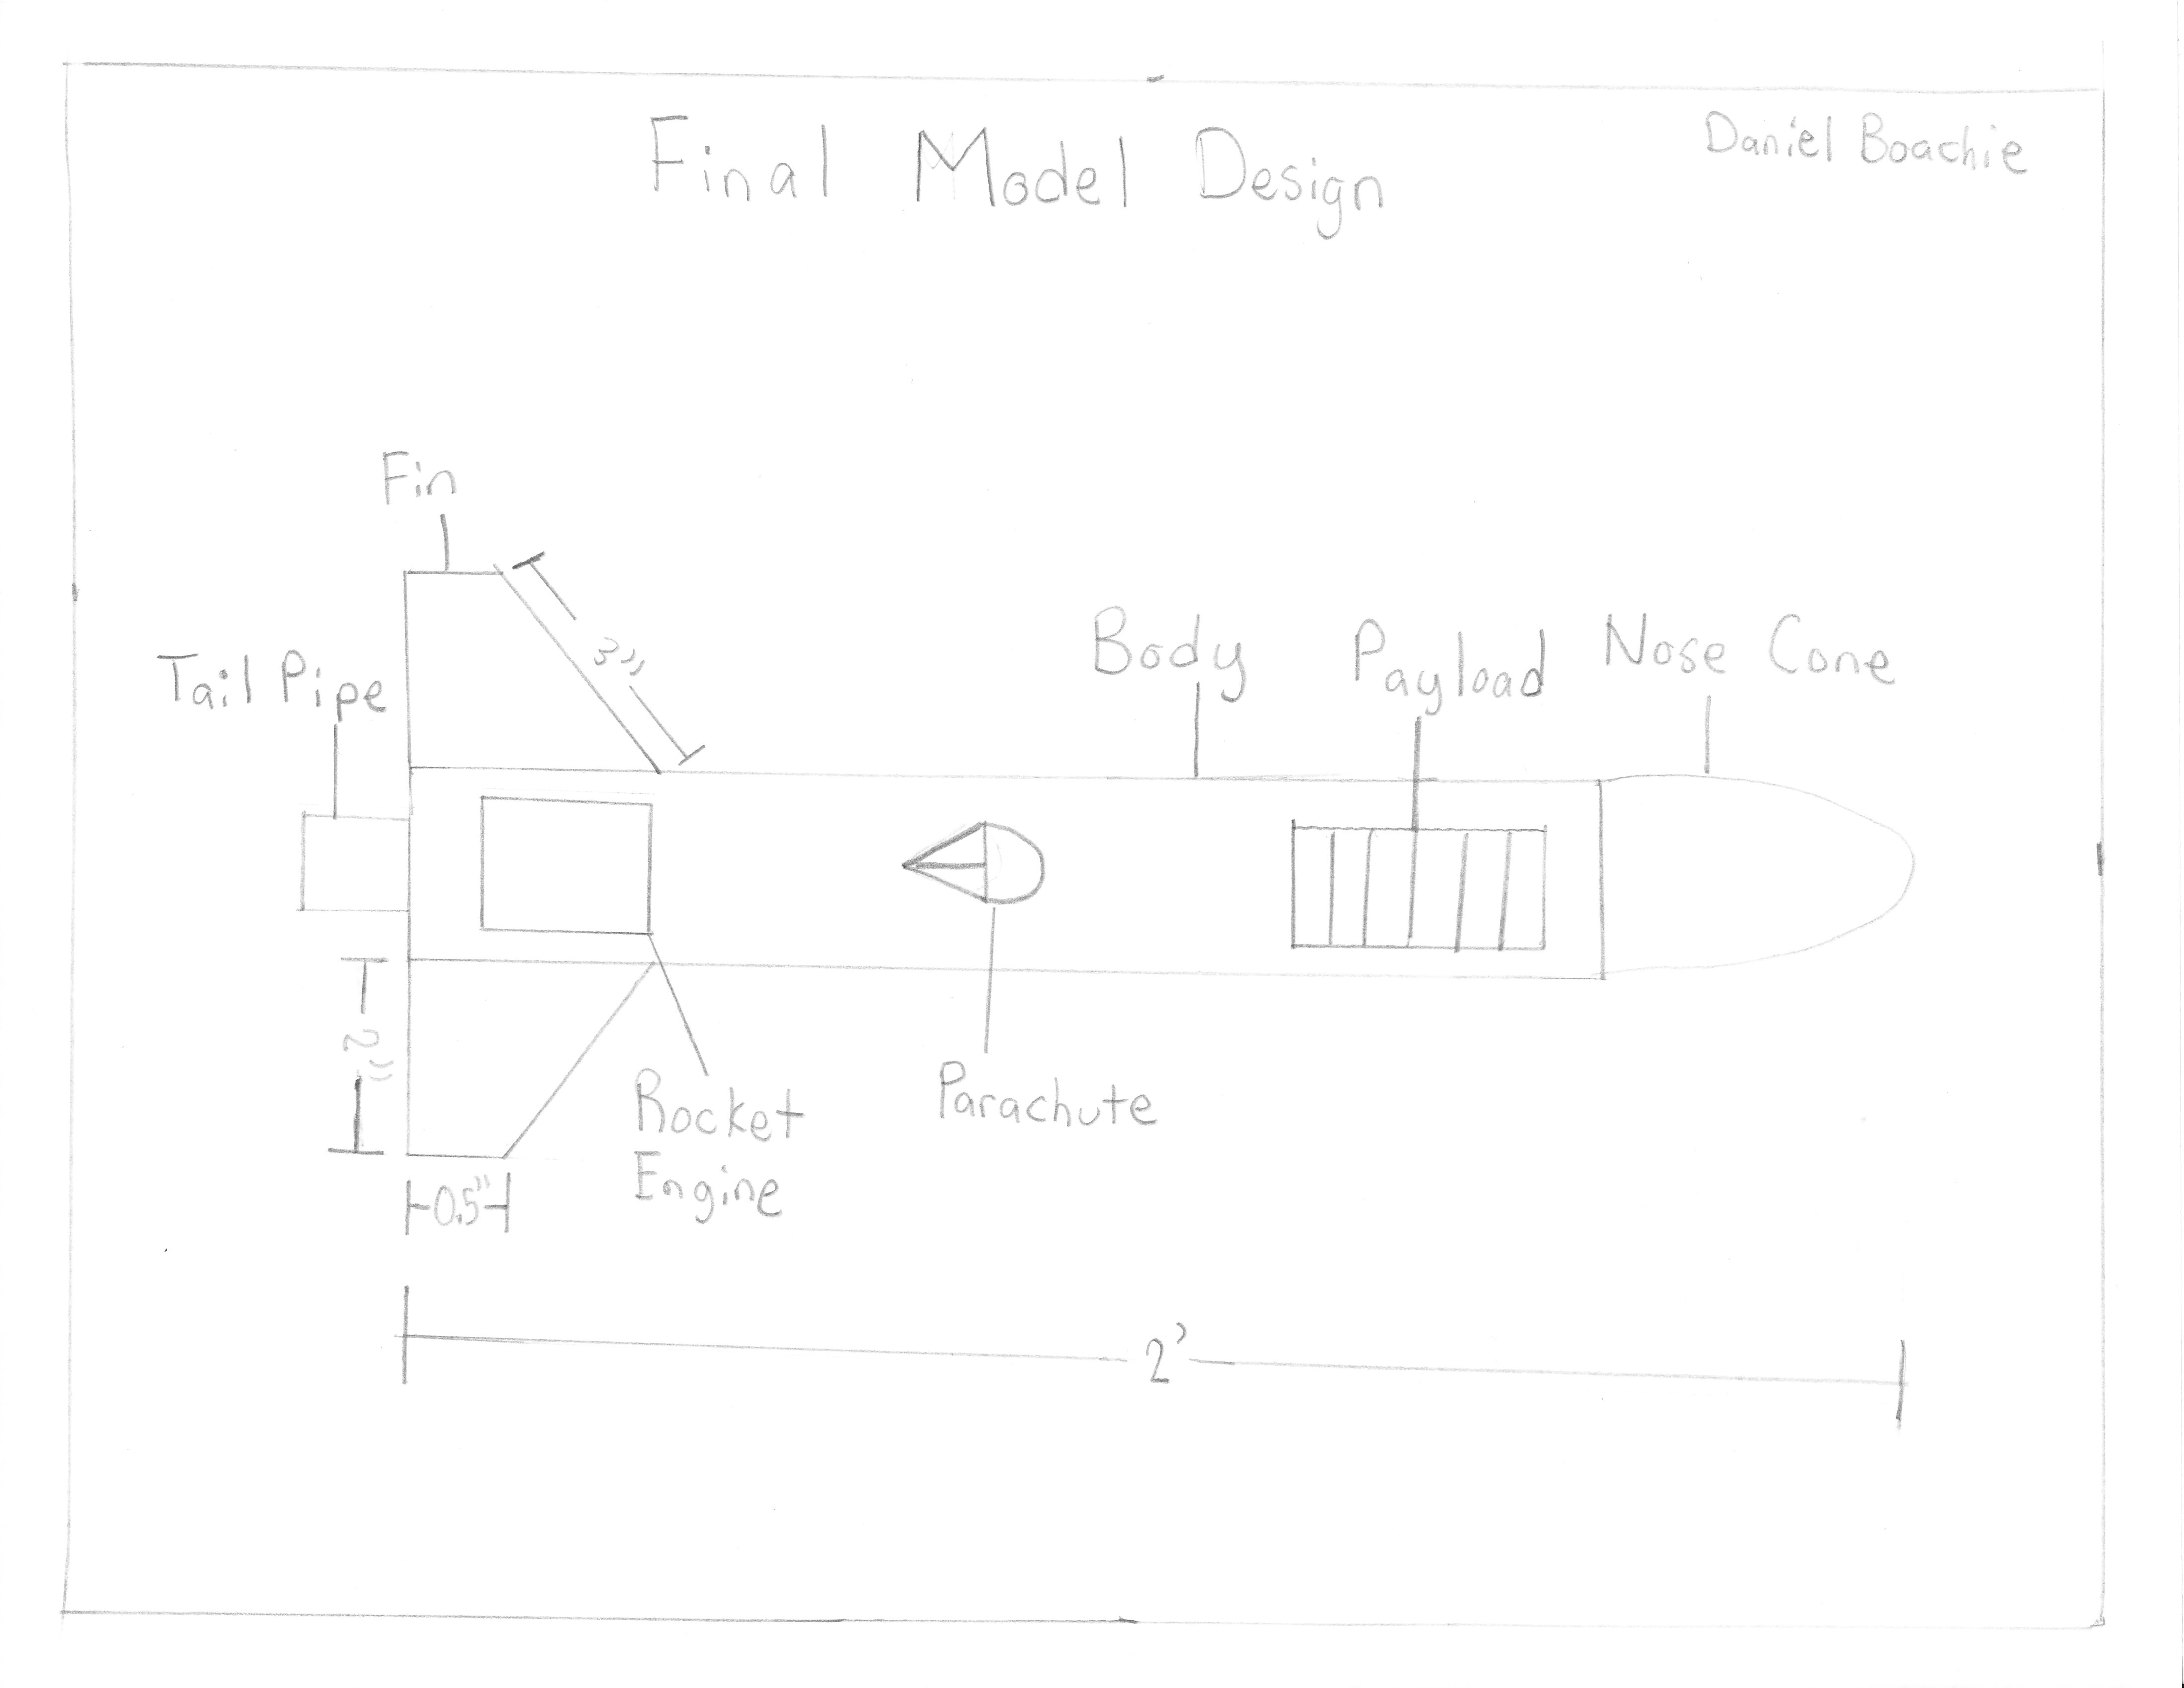 Final Model Design
Daniel Boachie
Fin
3"
Tail Pipe
Body
Payload
Nose Cone
2"
Rocket
Engine
Parachute
0.5"
2'